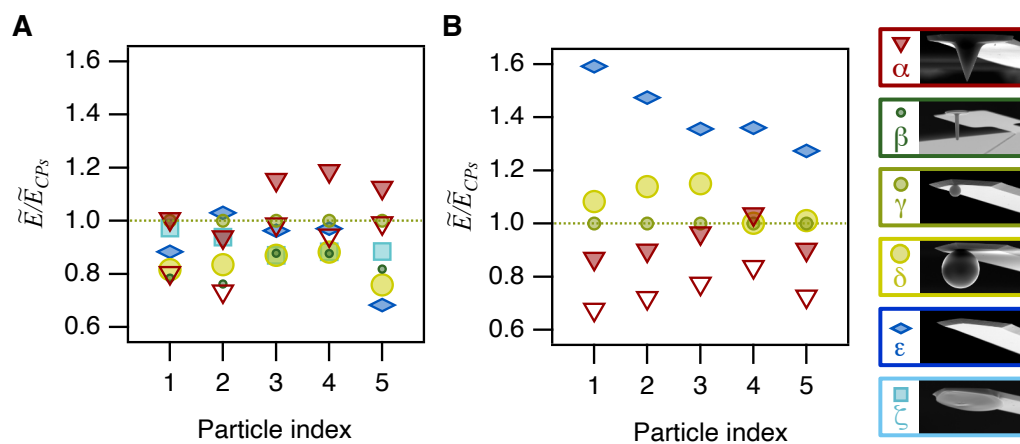 A
B
Ẽ/Ẽ_CPs
1.6
1.4
1.2
1.0
0.8
0.6
1 2 3 4 5
Particle index
Ẽ/Ẽ_CPs
1.6
1.4
1.2
1.0
0.8
0.6
1 2 3 4 5
Particle index
α
β
γ
δ
ε
ζ